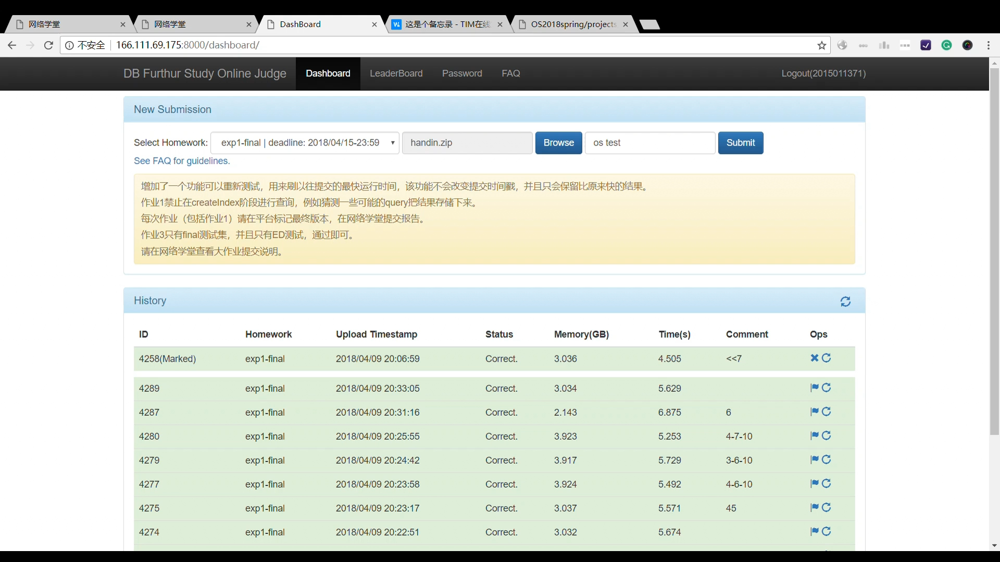 网络学堂
网络学堂
DashBoard
这是个备忘录 - TIM在线
OS2018spring/projects
不安全 166.111.69.175:8000/dashboard/
DB Furthur Study Online Judge Dashboard LeaderBoard Password FAQ Logout(2015011371)
New Submission
Select Homework: exp1-final | deadline: 2018/04/15-23:59 handin.zip Browse os test Submit
See FAQ for guidelines.
增加了一个功能可以重新测试，用来刷以往提交的最快运行时间，该功能不会改变提交时间戳，并且只会保留比原来快的结果。
作业1禁止在createIndex阶段进行查询，例如猜测一些可能的query把结果存储下来。
每次作业（包括作业1）请在平台标记最终版本，在网络学堂提交报告。
作业3只有final测试集，并且只有ED测试，通过即可。
请在网络学堂查看大作业提交说明。
History
ID Homework Upload Timestamp Status Memory(GB) Time(s) Comment Ops
4258(Marked) exp1-final 2018/04/09 20:06:59 Correct. 3.036 4.505 <<7
4289 exp1-final 2018/04/09 20:33:05 Correct. 3.034 5.629
4287 exp1-final 2018/04/09 20:31:16 Correct. 2.143 6.875 6
4280 exp1-final 2018/04/09 20:25:55 Correct. 3.923 5.253 4-7-10
4279 exp1-final 2018/04/09 20:24:42 Correct. 3.917 5.729 3-6-10
4277 exp1-final 2018/04/09 20:23:58 Correct. 3.924 5.492 4-6-10
4275 exp1-final 2018/04/09 20:23:17 Correct. 3.037 5.571 45
4274 exp1-final 2018/04/09 20:22:51 Correct. 3.032 5.674